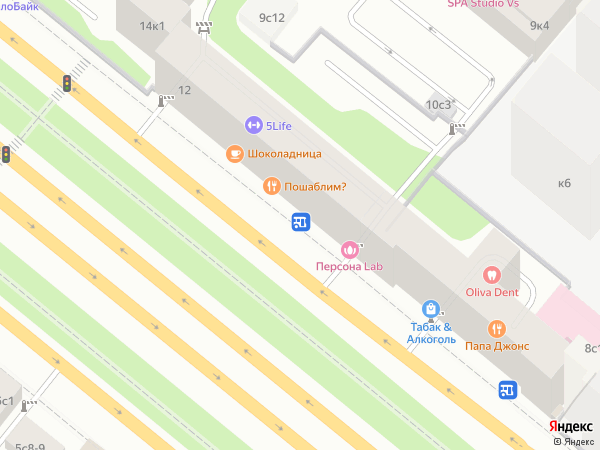 SPA Studio Vs
лоБайк
9с12
14к1
9к4
12
10с3
5Life
Шоколадница
к6
Пошаблим?
Персона Lab
Oliva Dent
Табак &
Алкоголь
Папа Джонс
8с1
5с1
5с8-9
Яндекс
© Яндекс